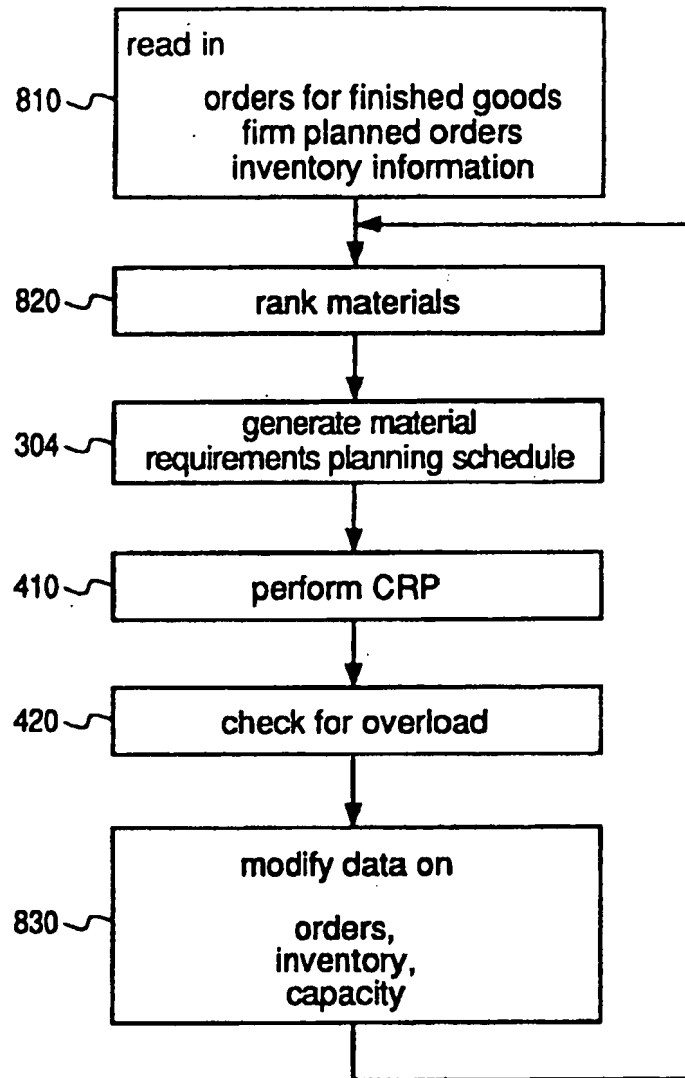 read in
810
orders for finished goods
firm planned orders
inventory information
820
rank materials
304
generate material
requirements planning schedule
410
perform CRP
420
check for overload
modify data on
830
orders,
inventory,
capacity